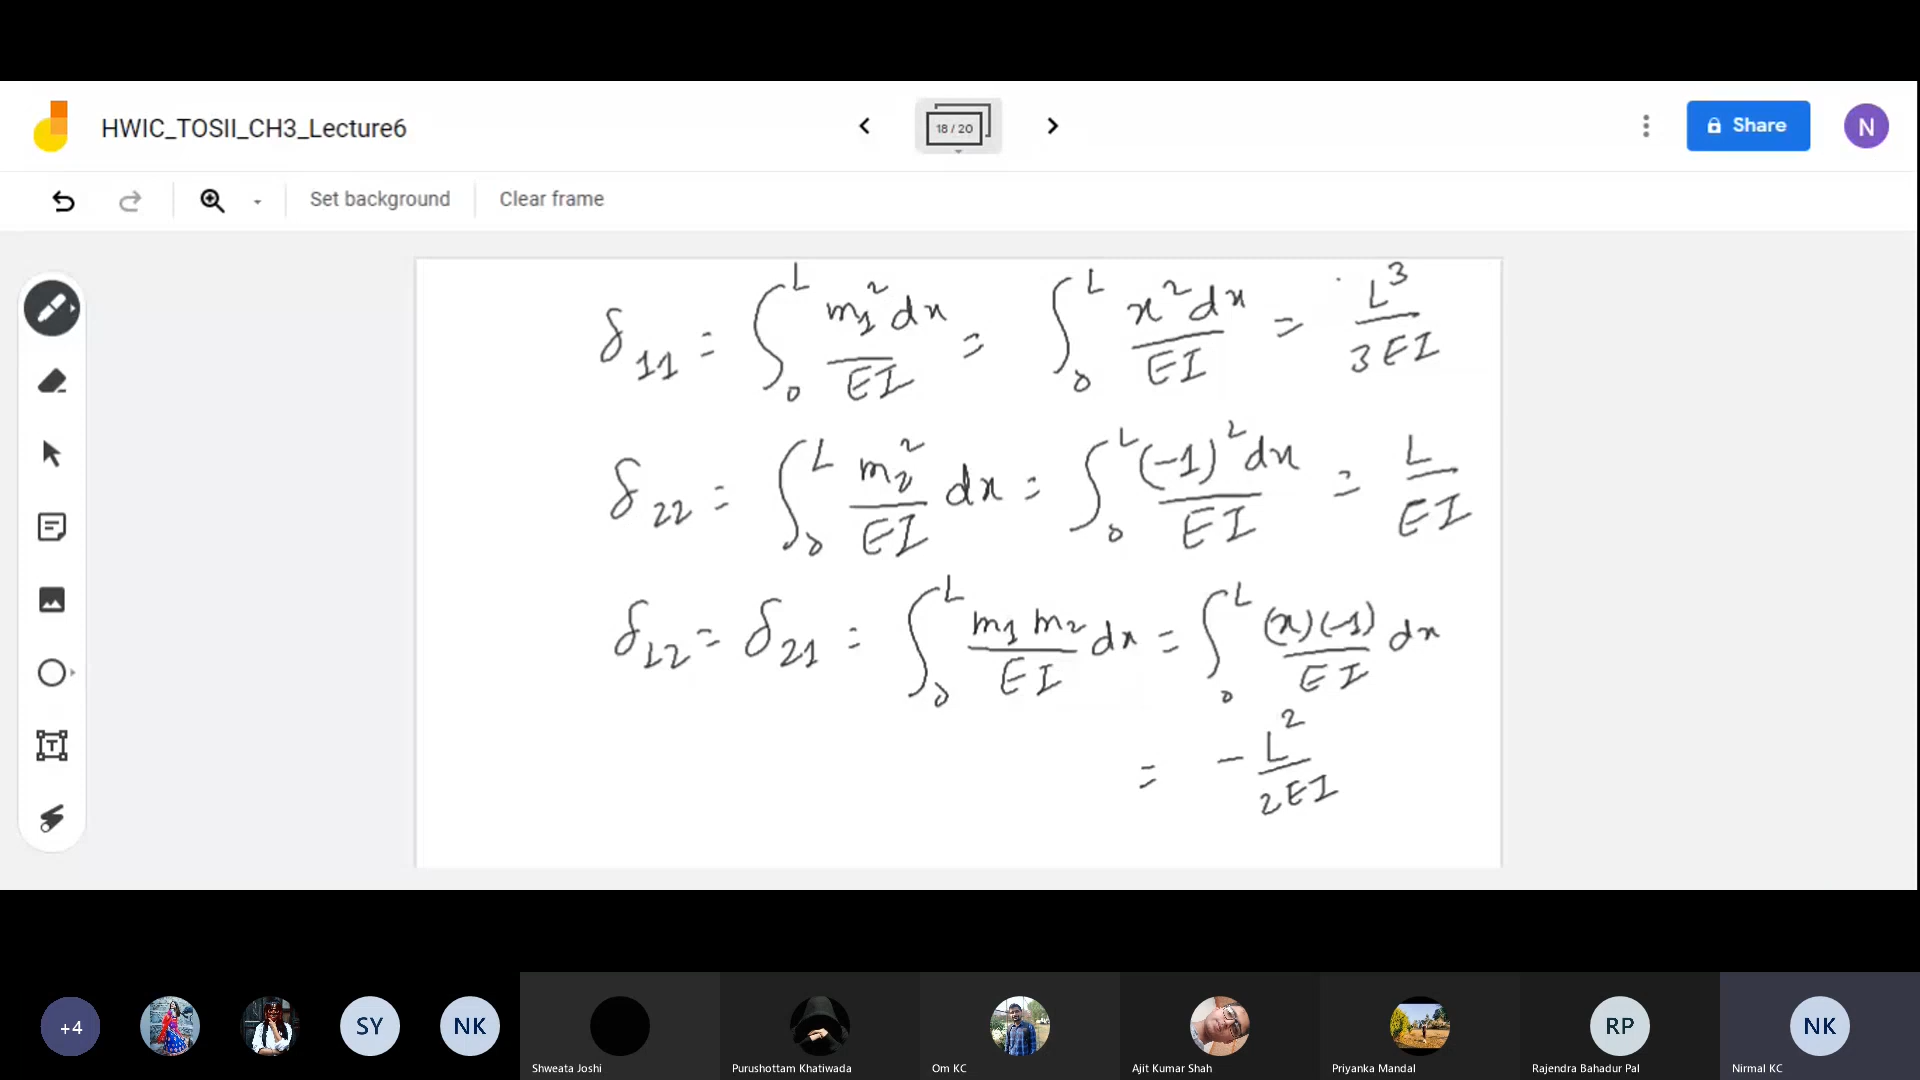 HWIC_TOSII_CH3_Lecture6
18 / 20
Share
N
Set background
Clear frame
δ₁₁ = ∫₀ᴸ m₁² dx / EI = ∫₀ᴸ x² dx / EI = L³ / 3EI
δ₂₂ = ∫₀ᴸ m₂² / EI dx = ∫₀ᴸ (-1)² dx / EI = L / EI
δ₁₂ = δ₂₁ = ∫₀ᴸ m₁ m₂ / EI dx = ∫₀ᴸ (x)(-1) / EI dx
= - L² / 2EI
T
+4
SY
NK
RP
NK
Shweata Joshi
Purushottam Khatiwada
Om KC
Ajit Kumar Shah
Priyanka Mandal
Rajendra Bahadur Pal
Nirmal KC